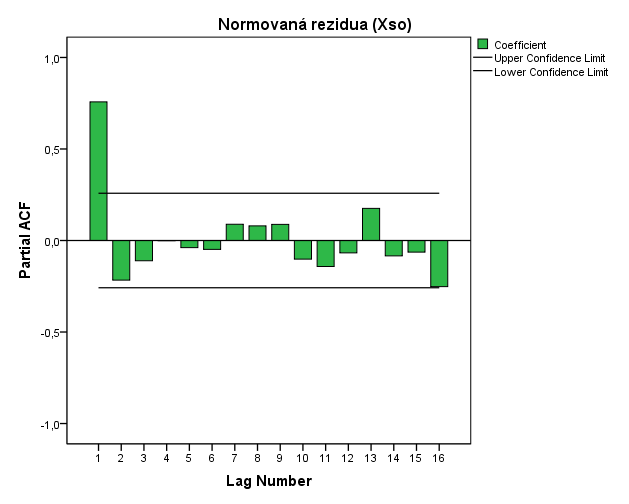 Normovaná rezidua (Xso)
Coefficient
Upper Confidence Limit
Lower Confidence Limit
1,0
0,5
0,0
-0,5
-1,0
Partial ACF
1 2 3 4 5 6 7 8 9 10 11 12 13 14 15 16
Lag Number